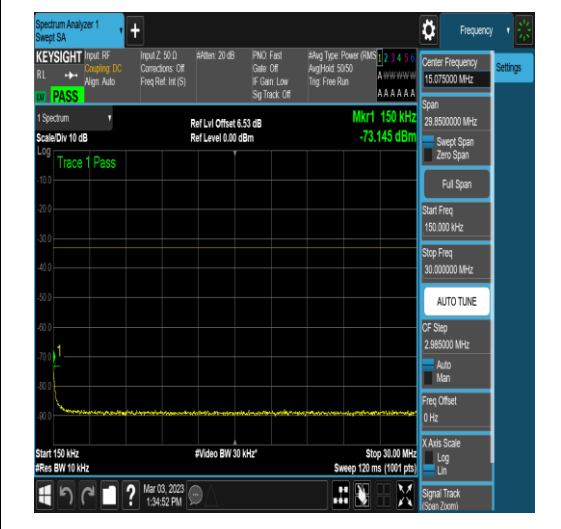 Spectrum Analyzer 1
Swept SA
+
Frequency
KEYSIGHT
RL
PASS
Input: RF
Coupling: DC
Align: Auto
Input Z: 50 Ω
Corrections: Off
Freq Ref: Int (S)
#Atten: 20 dB
PNO: Fast
Gate: Off
IF Gain: Low
Sig Track: Off
#Avg Type: Power (RMS
Avg|Hold: 50/50
Trig: Free Run
1 2 3 4 5 6
A W W W W W
A A A A A A
1 Spectrum
Scale/Div 10 dB
Ref Lvl Offset 6.53 dB
Ref Level 0.00 dBm
Mkr1 150 kHz
-73.145 dBm
Log
Trace 1 Pass
-10.0
-20.0
-30.0
-40.0
-50.0
-60.0
-70.0
-80.0
-90.0
1
Start 150 kHz
#Res BW 10 kHz
#Video BW 30 kHz*
Stop 30.00 MHz
Sweep 120 ms (1001 pts)
?
Mar 03, 2023
1:34:52 PM
Settings
Center Frequency
15.075000 MHz
Span
29.8500000 MHz
Swept Span
Zero Span
Full Span
Start Freq
150.000 kHz
Stop Freq
30.000000 MHz
AUTO TUNE
CF Step
2.985000 MHz
Auto
Man
Freq Offset
0 Hz
X Axis Scale
Log
Lin
Signal Track
(Span Zoom)